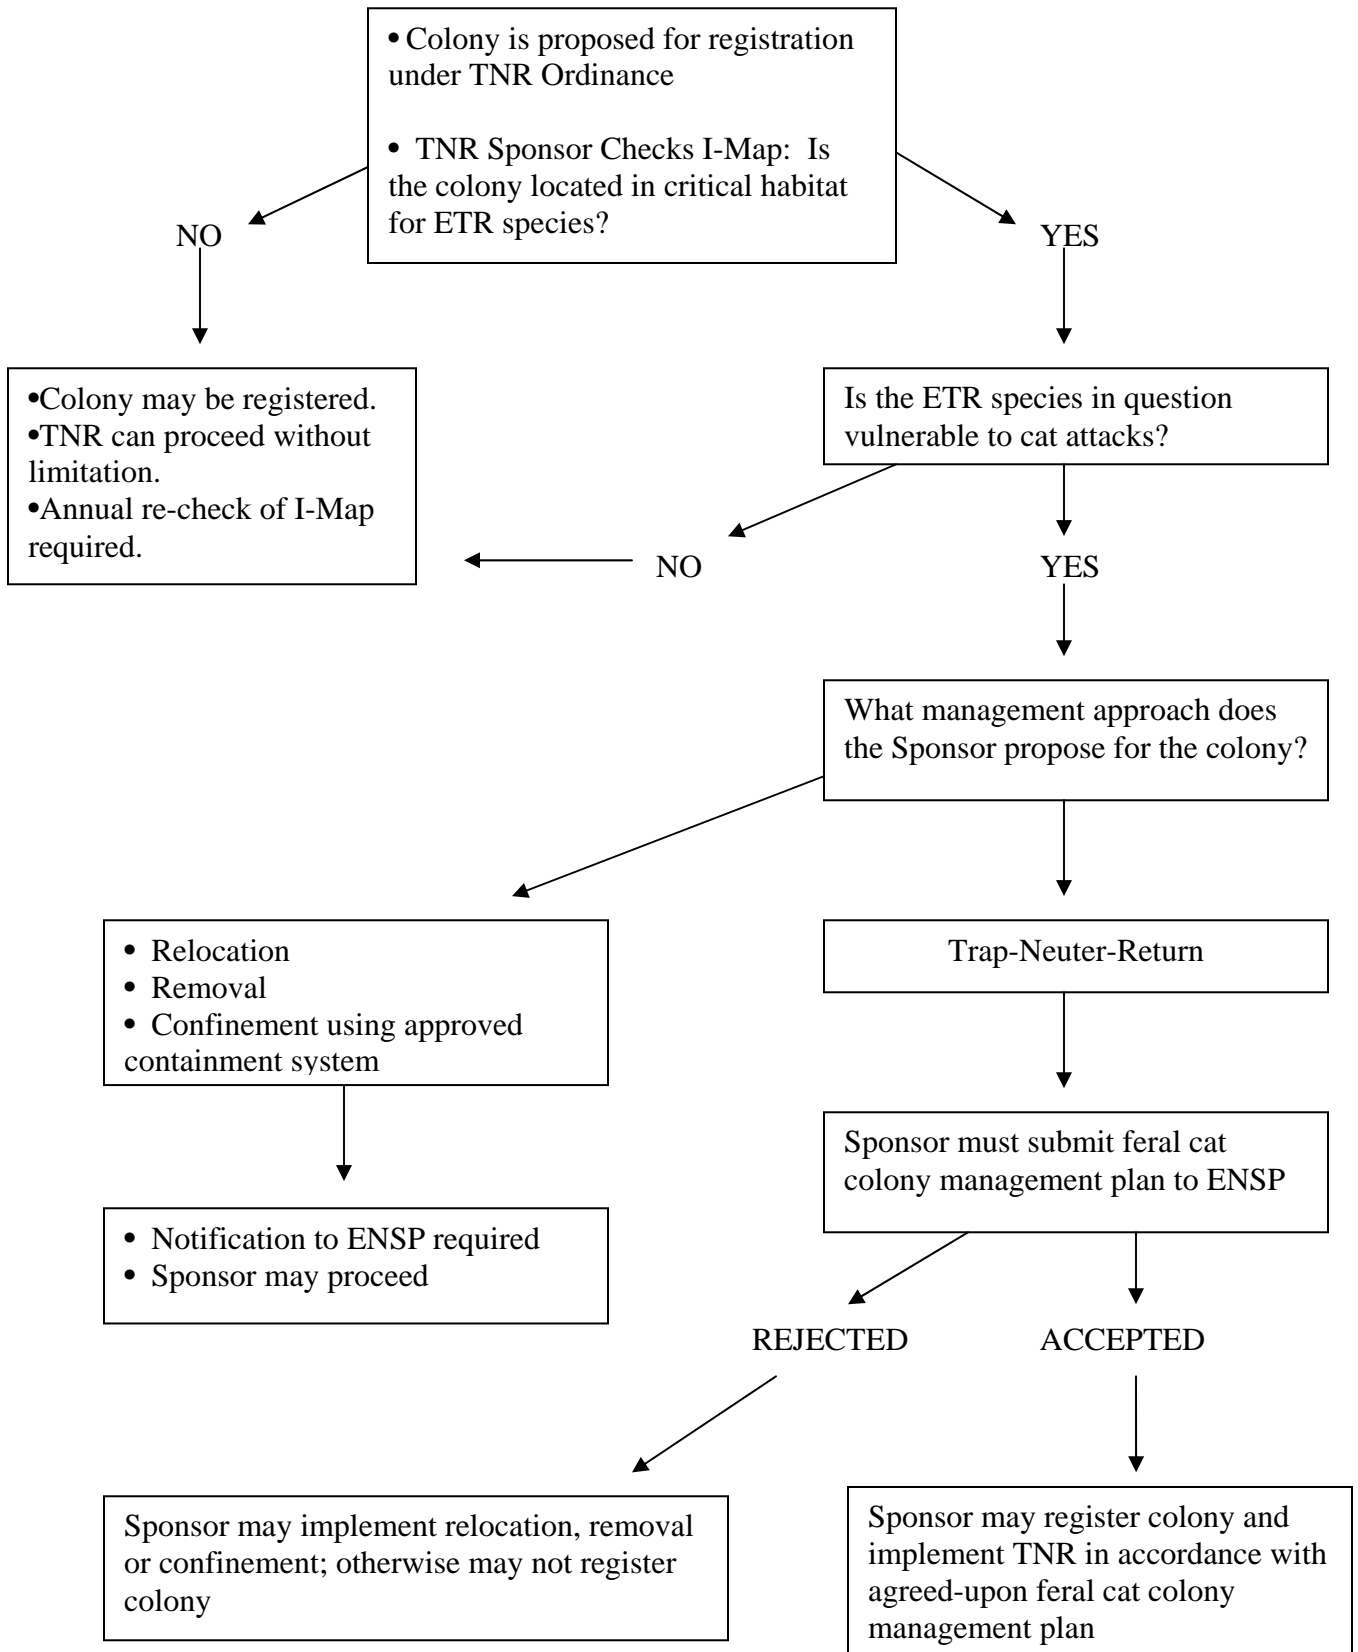 • Colony is proposed for registration
under TNR Ordinance
• TNR Sponsor Checks I-Map: Is
the colony located in critical habitat
for ETR species?
NO
YES
•Colony may be registered.
•TNR can proceed without
limitation.
•Annual re-check of I-Map
required.
Is the ETR species in question
vulnerable to cat attacks?
NO
YES
What management approach does
the Sponsor propose for the colony?
• Relocation
• Removal
• Confinement using approved
containment system
Trap-Neuter-Return
Sponsor must submit feral cat
colony management plan to ENSP
• Notification to ENSP required
• Sponsor may proceed
REJECTED
ACCEPTED
Sponsor may implement relocation, removal
or confinement; otherwise may not register
colony
Sponsor may register colony and
implement TNR in accordance with
agreed-upon feral cat colony
management plan